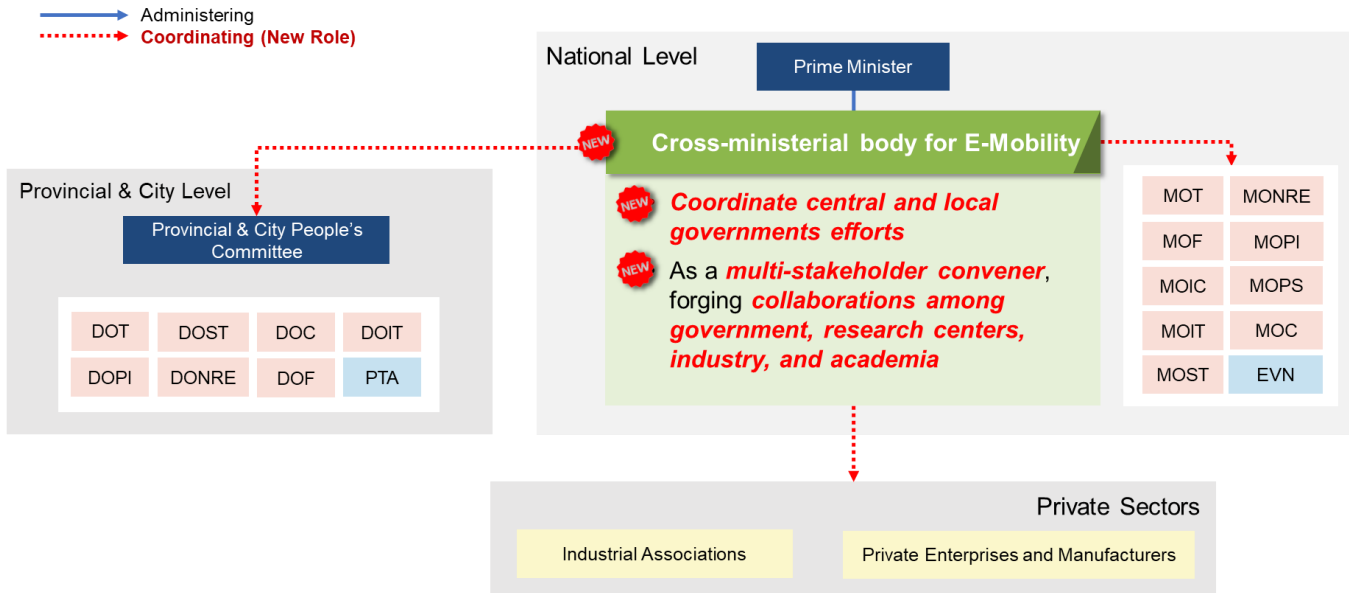 Administering
Coordinating (New Role)
National Level
Prime Minister
NEW
Cross-ministerial body for E-Mobility
NEW
Coordinate central and local
governments efforts
NEW
As a multi-stakeholder convener,
forging collaborations among
government, research centers,
industry, and academia
MOT MONRE
MOF MOPI
MOIC MOPS
MOIT MOC
MOST EVN
Provincial & City Level
Provincial & City People's
Committee
DOT DOST DOC DOIT
DOPI DONRE DOF PTA
Private Sectors
Industrial Associations
Private Enterprises and Manufacturers